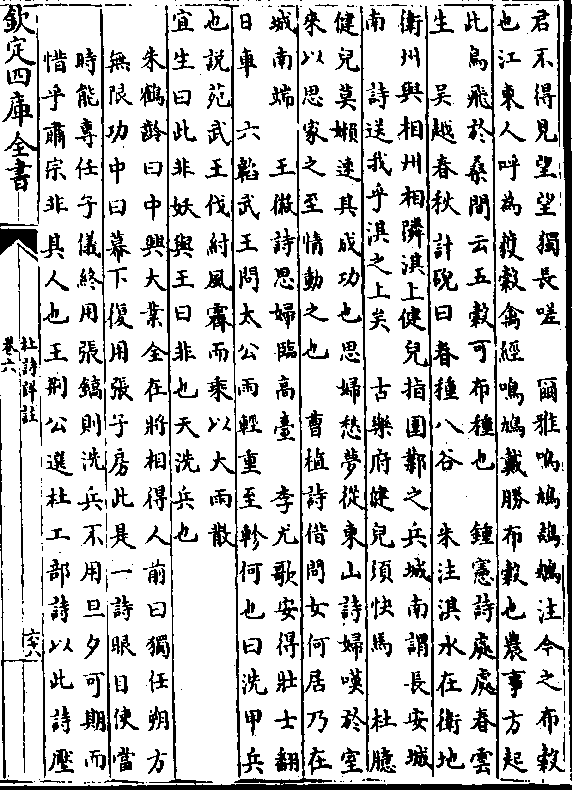 君不得見望望獨長嗟　爾雅鳲鳩鴶鵴注今之布穀
也江東人呼為穫穀禽經鳴鳩戴勝布穀也農事方起
此鳥飛於桑間云五穀可布種也　鍾憲詩處處春雲
生　吳越春秋計硯曰春種八谷　朱注淇水在衛地
衛州與相州相隣淇上健兒指圍鄴之兵城南謂長安城
南　詩送我乎淇之上矣　古樂府健兒須快馬　杜臆
健兒莫嬾速其成功也思婦愁夢從東山詩婦嘆於室
來以思家之至情動之也　曹植詩借問女何居乃在
城南端　王微詩思婦臨高臺　李尤歌安得壯士翻
日車　六韜武王問太公雨輕重至軫何也曰洗甲兵
也說苑武王伐紂風霽而乘以大雨散
宜生曰此非妖與王曰非也天洗兵也
朱鶴齡曰中興大業全在將相得人前曰獨任朔方
無限功中曰幕下復用張子房此是一詩眼目使當
時能專任子儀終用張鎬則洗兵不用旦夕可期而
惜乎肅宗非其人也王荆公選杜工部詩以此詩壓
欽定四庫全書
杜詩詳註
卷六